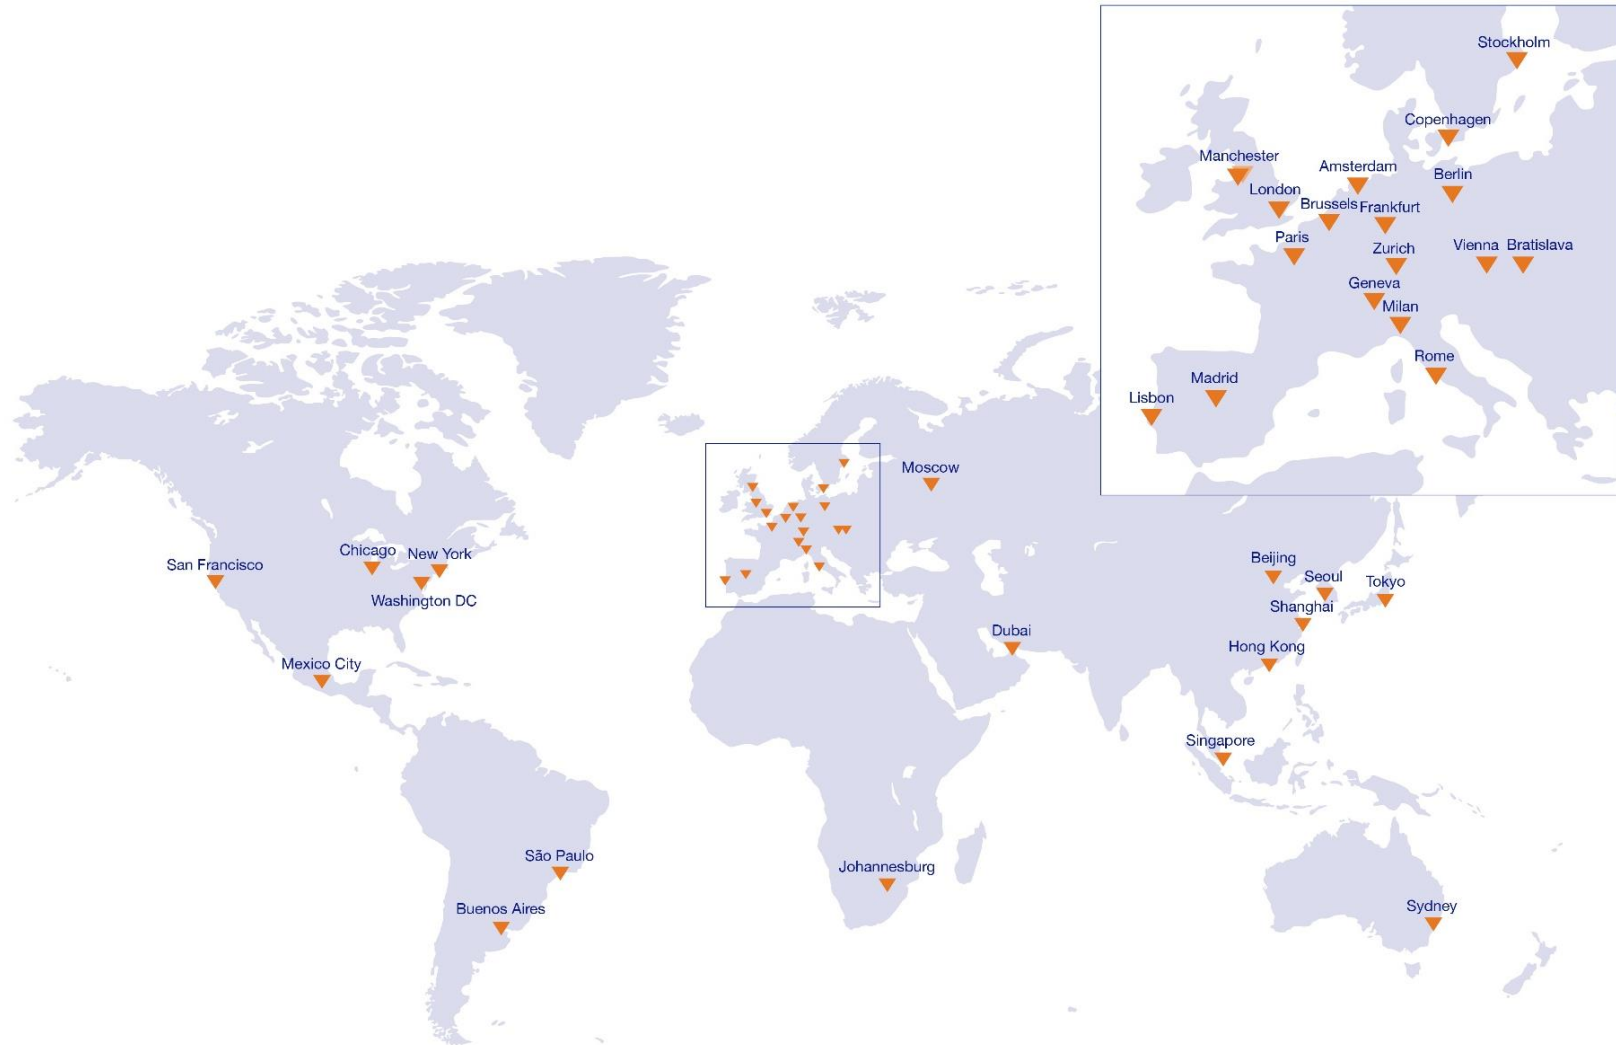 Stockholm
Copenhagen
Manchester
Amsterdam
Berlin
London
Brussels
Frankfurt
Paris
Zurich
Vienna
Bratislava
Geneva
Milan
Rome
Madrid
Lisbon
Moscow
San Francisco
Chicago
New York
Washington DC
Beijing
Seoul
Tokyo
Shanghai
Dubai
Hong Kong
Mexico City
Singapore
São Paulo
Johannesburg
Buenos Aires
Sydney